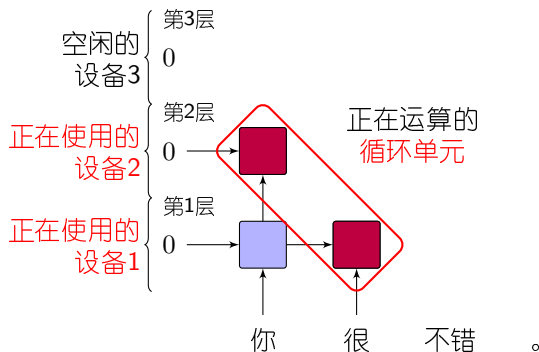 第3层
空闲的
设备3
0
第2层
正在使用的
设备2
0
正在运算的
循环单元
第1层
正在使用的
设备1
0
你 很 不错 。